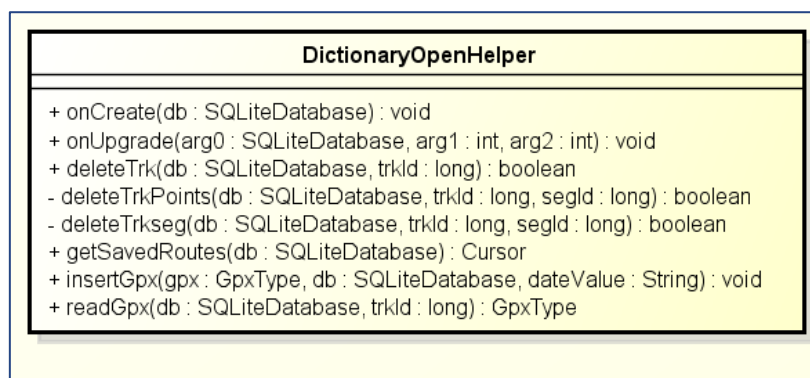 DictionaryOpenHelper
+ onCreate(db : SQLiteDatabase) : void
+ onUpgrade(arg0 : SQLiteDatabase, arg1 : int, arg2 : int) : void
+ deleteTrk(db : SQLiteDatabase, trkId : long) : boolean
- deleteTrkPoints(db : SQLiteDatabase, trkId : long, segId : long) : boolean
- deleteTrkseg(db : SQLiteDatabase, trkId : long, segId : long) : boolean
+ getSavedRoutes(db : SQLiteDatabase) : Cursor
+ insertGpx(gpx : GpxType, db : SQLiteDatabase, dateValue : String) : void
+ readGpx(db : SQLiteDatabase, trkId : long) : GpxType